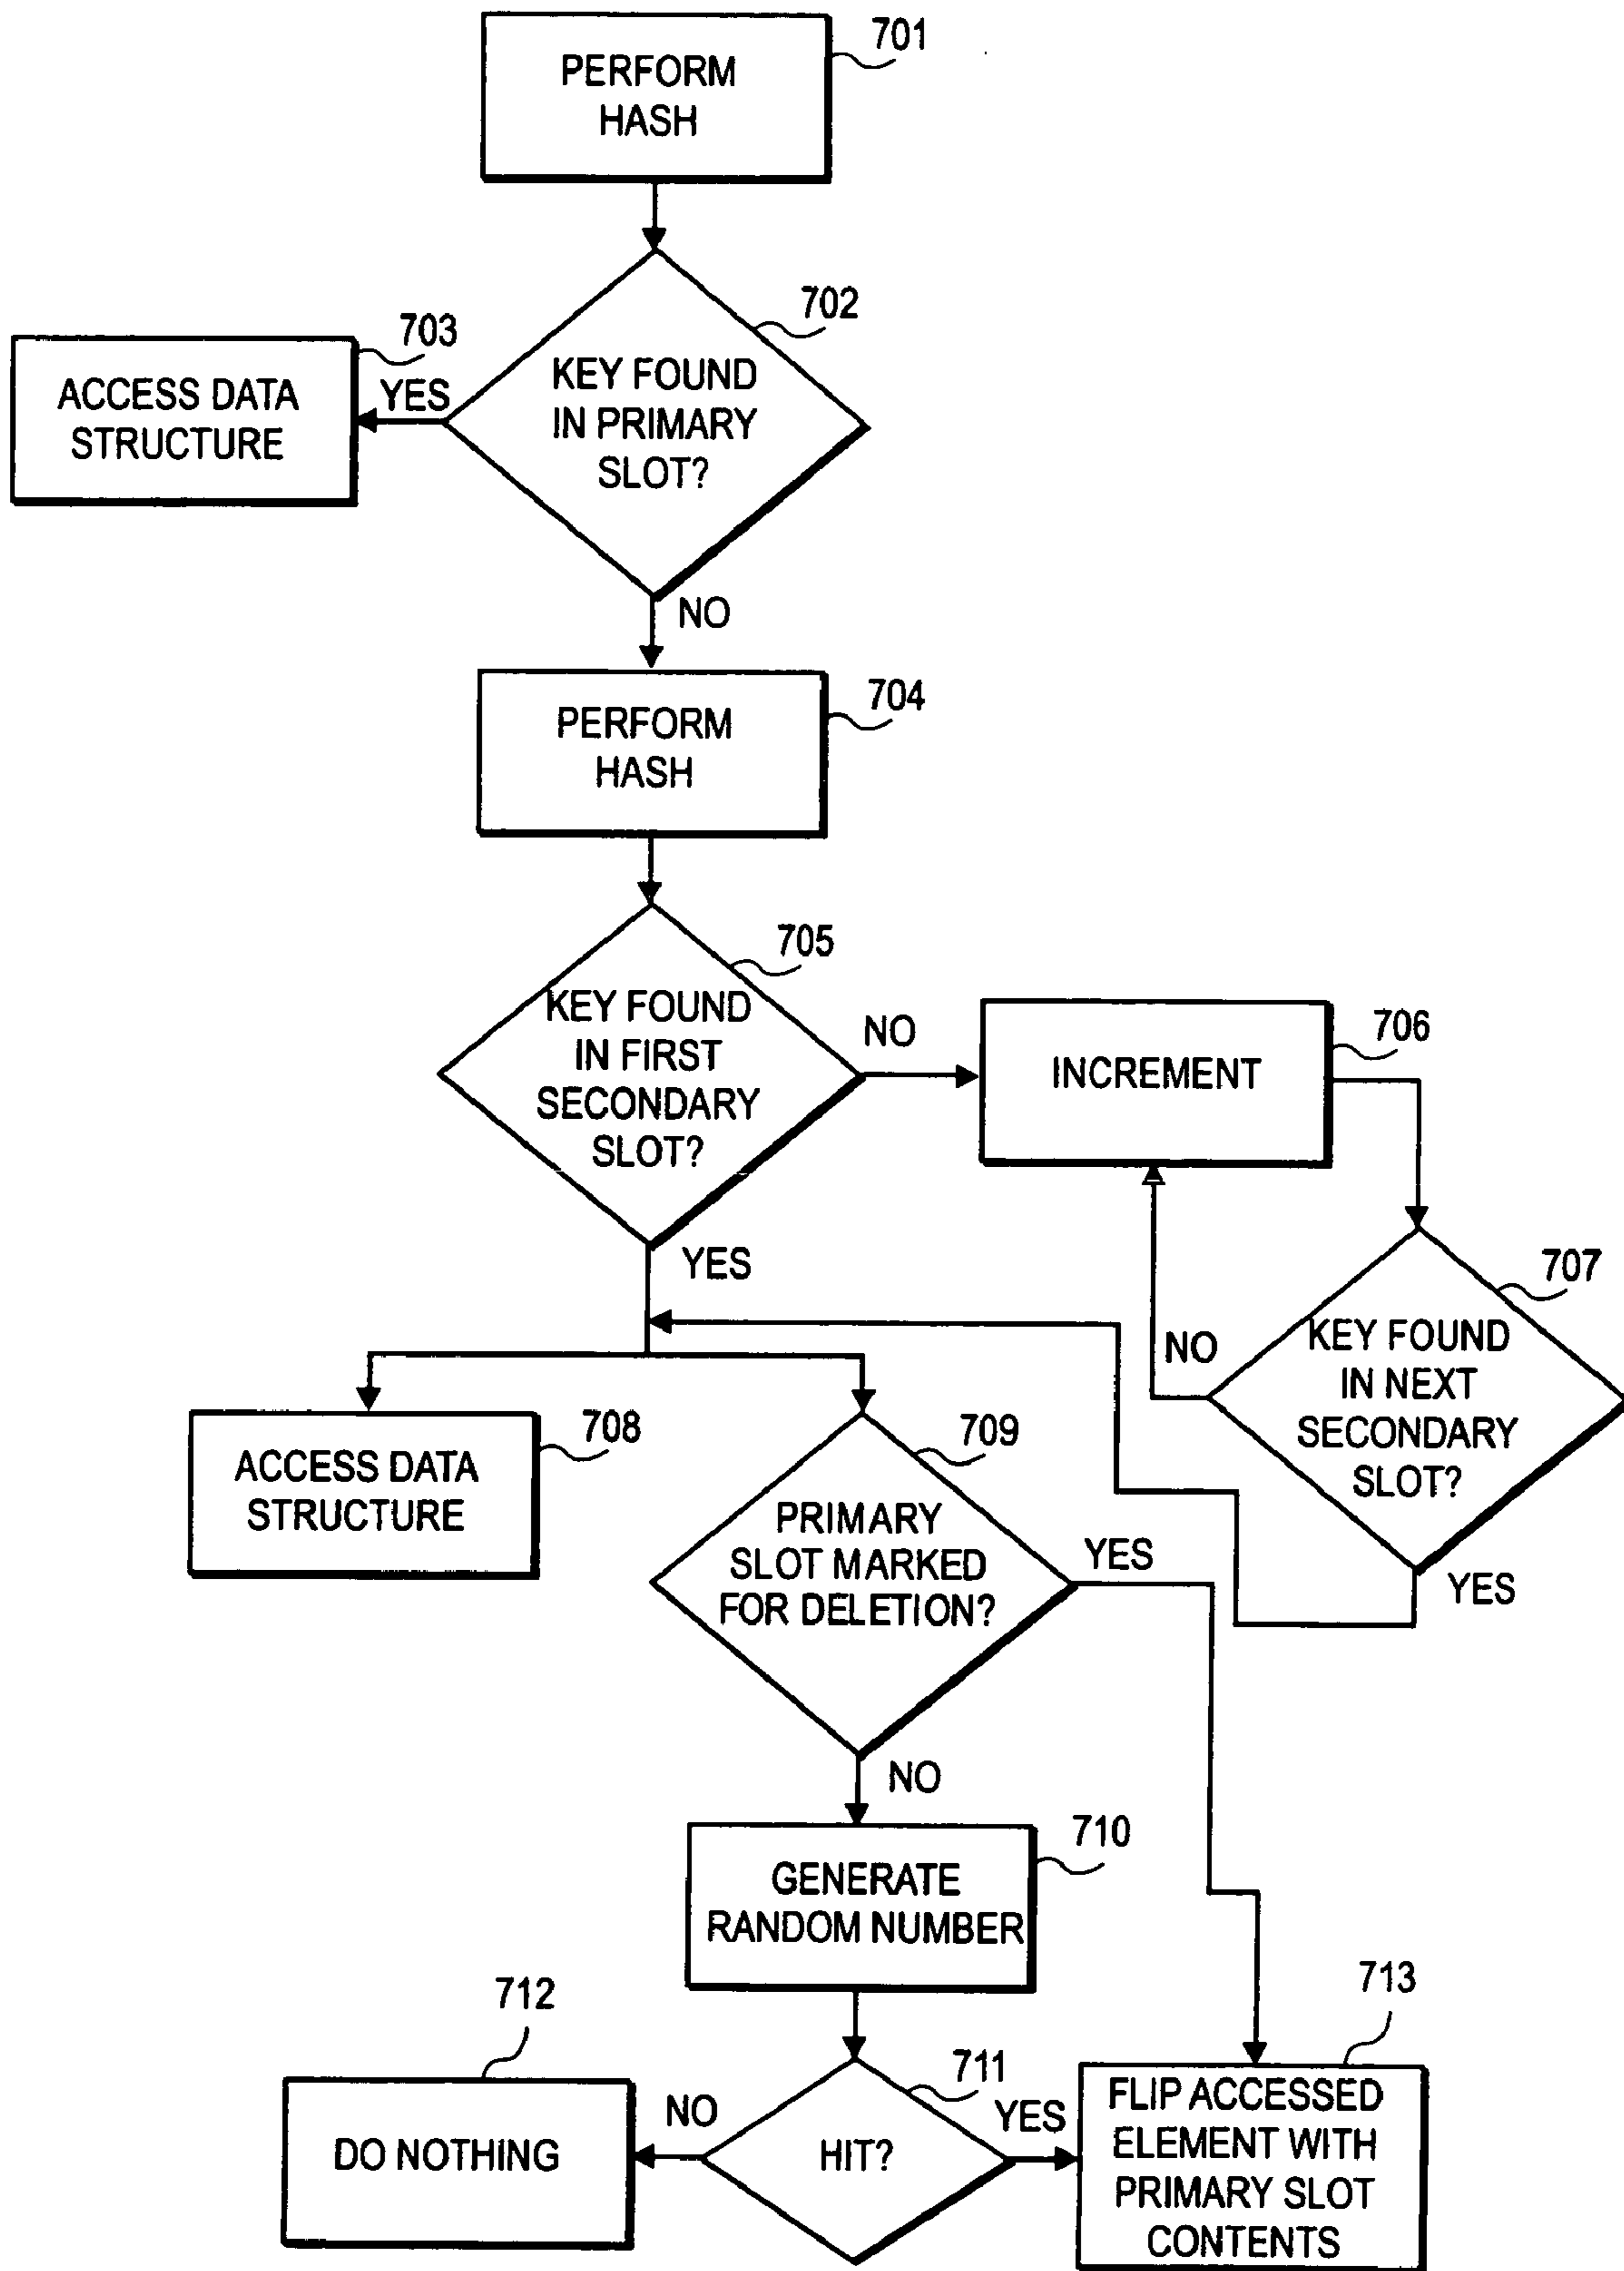 701
PERFORM
HASH
702
KEY FOUND
IN PRIMARY
SLOT?
703
YES
ACCESS DATA
STRUCTURE
NO
704
PERFORM
HASH
705
KEY FOUND
IN FIRST
SECONDARY
SLOT?
NO
706
INCREMENT
YES
707
KEY FOUND
IN NEXT
SECONDARY
SLOT?
NO
YES
708
ACCESS DATA
STRUCTURE
709
PRIMARY
SLOT MARKED
FOR DELETION?
YES
NO
710
GENERATE
RANDOM NUMBER
711
HIT?
NO
YES
712
DO NOTHING
713
FLIP ACCESSED
ELEMENT WITH
PRIMARY SLOT
CONTENTS